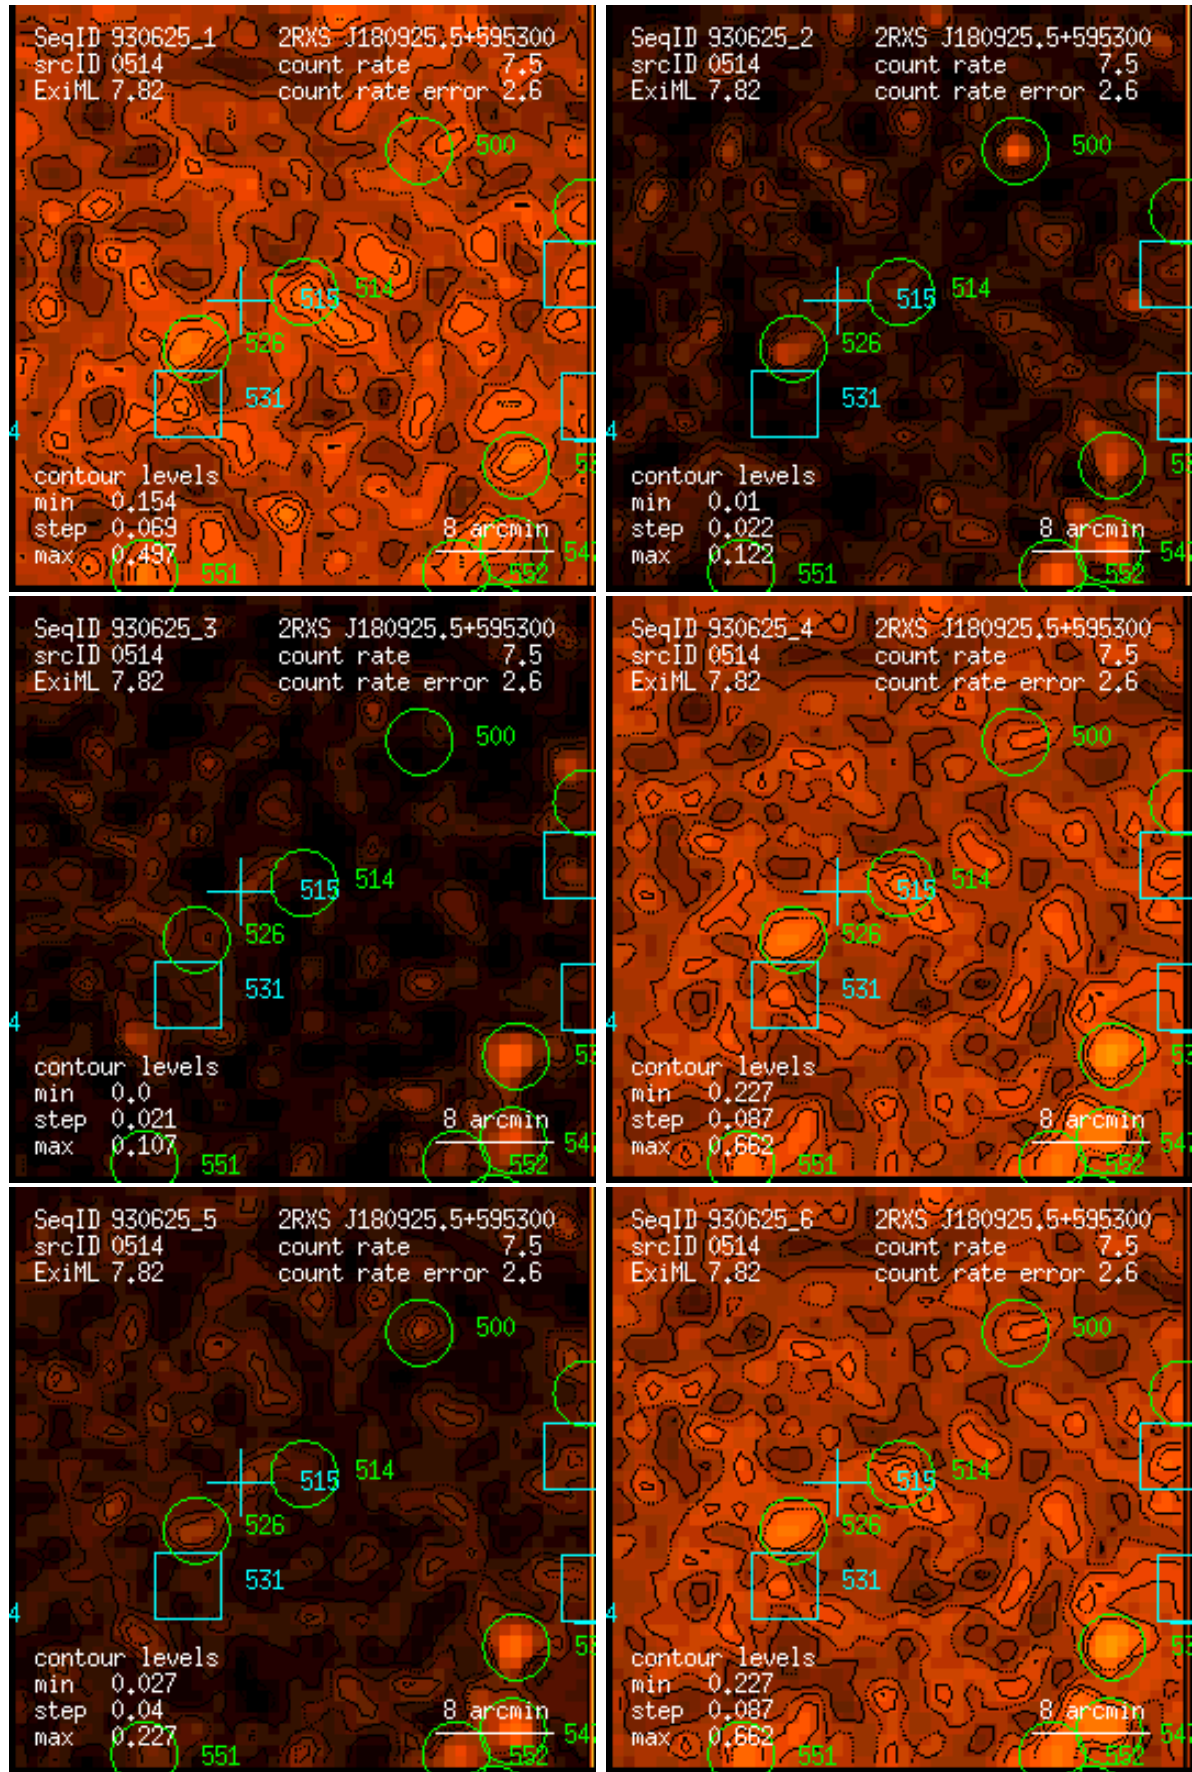 SeqID 930625_1 2RXS J180925.5+595300
srcID 0514 count rate 7.5
ExiML 7.82 count rate error 2.6
500
514
515
526
531
4
contour levels
min 0.154
step 0.069
max 0.497
8 arcmin
551
552
SeqID 930625_2 2RXS J180925.5+595300
srcID 0514 count rate 7.5
ExiML 7.82 count rate error 2.6
500
514
515
526
531
4
contour levels
min 0.01
step 0.022
max 0.122
8 arcmin
551
552
SeqID 930625_3 2RXS J180925.5+595300
srcID 0514 count rate 7.5
ExiML 7.82 count rate error 2.6
500
514
515
526
531
4
contour levels
min 0.0
step 0.021
max 0.107
8 arcmin
551
552
SeqID 930625_4 2RXS J180925.5+595300
srcID 0514 count rate 7.5
ExiML 7.82 count rate error 2.6
500
514
515
526
531
contour levels
min 0.227
step 0.087
max 0.662
8 arcmin
551
552
SeqID 930625_5 2RXS J180925.5+595300
srcID 0514 count rate 7.5
ExiML 7.82 count rate error 2.6
500
514
515
526
531
4
contour levels
min 0.027
step 0.04
max 0.227
8 arcmin
551
552
SeqID 930625_6 2RXS J180925.5+595300
srcID 0514 count rate 7.5
ExiML 7.82 count rate error 2.6
500
514
515
526
531
contour levels
min 0.227
step 0.087
max 0.662
8 arcmin
551
552